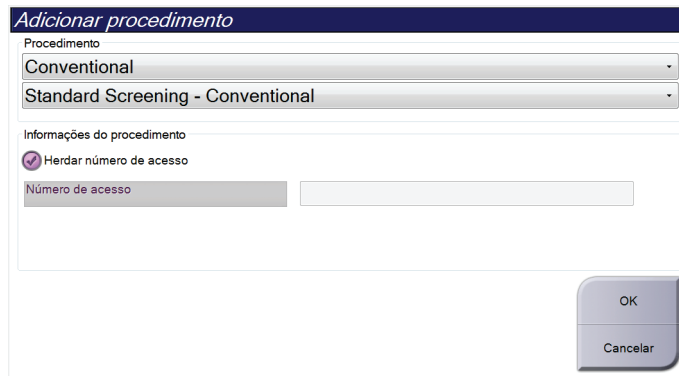 Adicionar procedimento
Procedimento
Conventional
Standard Screening - Conventional
Informações do procedimento
Herdar número de acesso
Número de acesso
OK
Cancelar